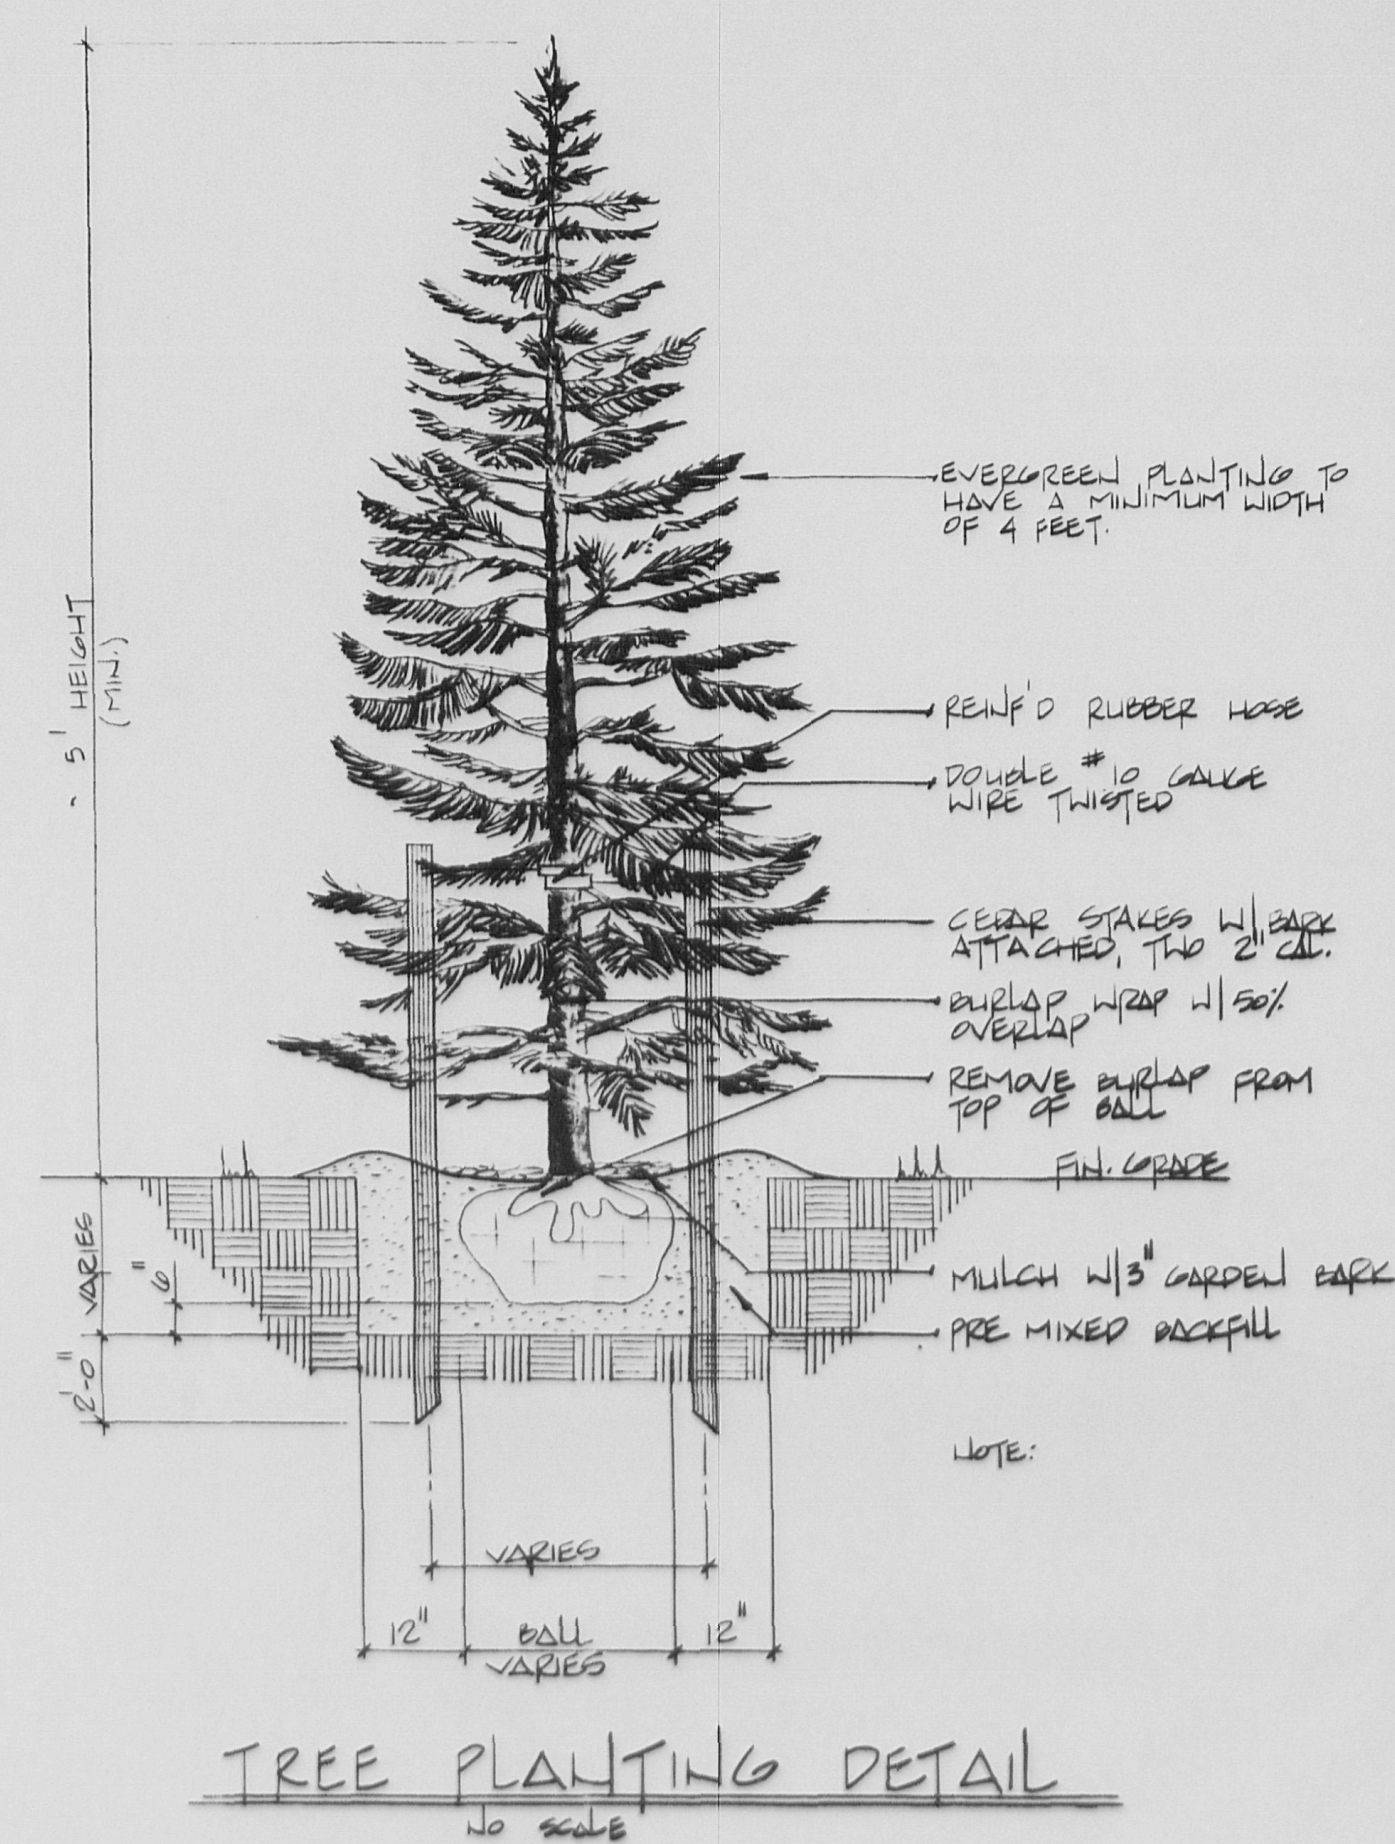 EVERGREEN PLANTING TO
HAVE A MINIMUM WIDTH
OF 4 FEET.
5' HEIGHT
(MIN.)
REINF'D RUBBER HOSE
DOUBLE #10 GAUGE
WIRE TWISTED
CEDAR STAKES W/BARK
ATTACHED, TWO 2" CAL.
BURLAP WRAP W/50%
OVERLAP
REMOVE BURLAP FROM
TOP OF BALL
FIN. GRADE
VARIES
6"
2'-0"
MULCH W/3" GARDEN BARK
PRE MIXED BACKFILL
NOTE:
VARIES
12"
BALL
VARIES
12"
TREE PLANTING DETAIL
NO SCALE